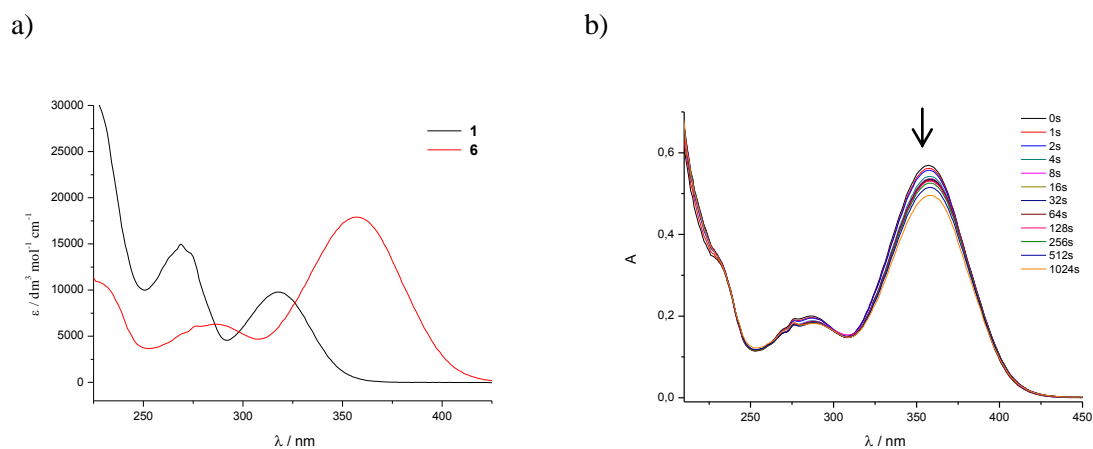 a)
b)
30000
25000
20000
15000
10000
5000
0
ε / dm³ mol⁻¹ cm⁻¹
1
6
250
300
350
400
λ / nm
0,6
0,4
0,2
0,0
A
0s
1s
2s
4s
8s
16s
32s
64s
128s
256s
512s
1024s
250
300
350
400
450
λ / nm